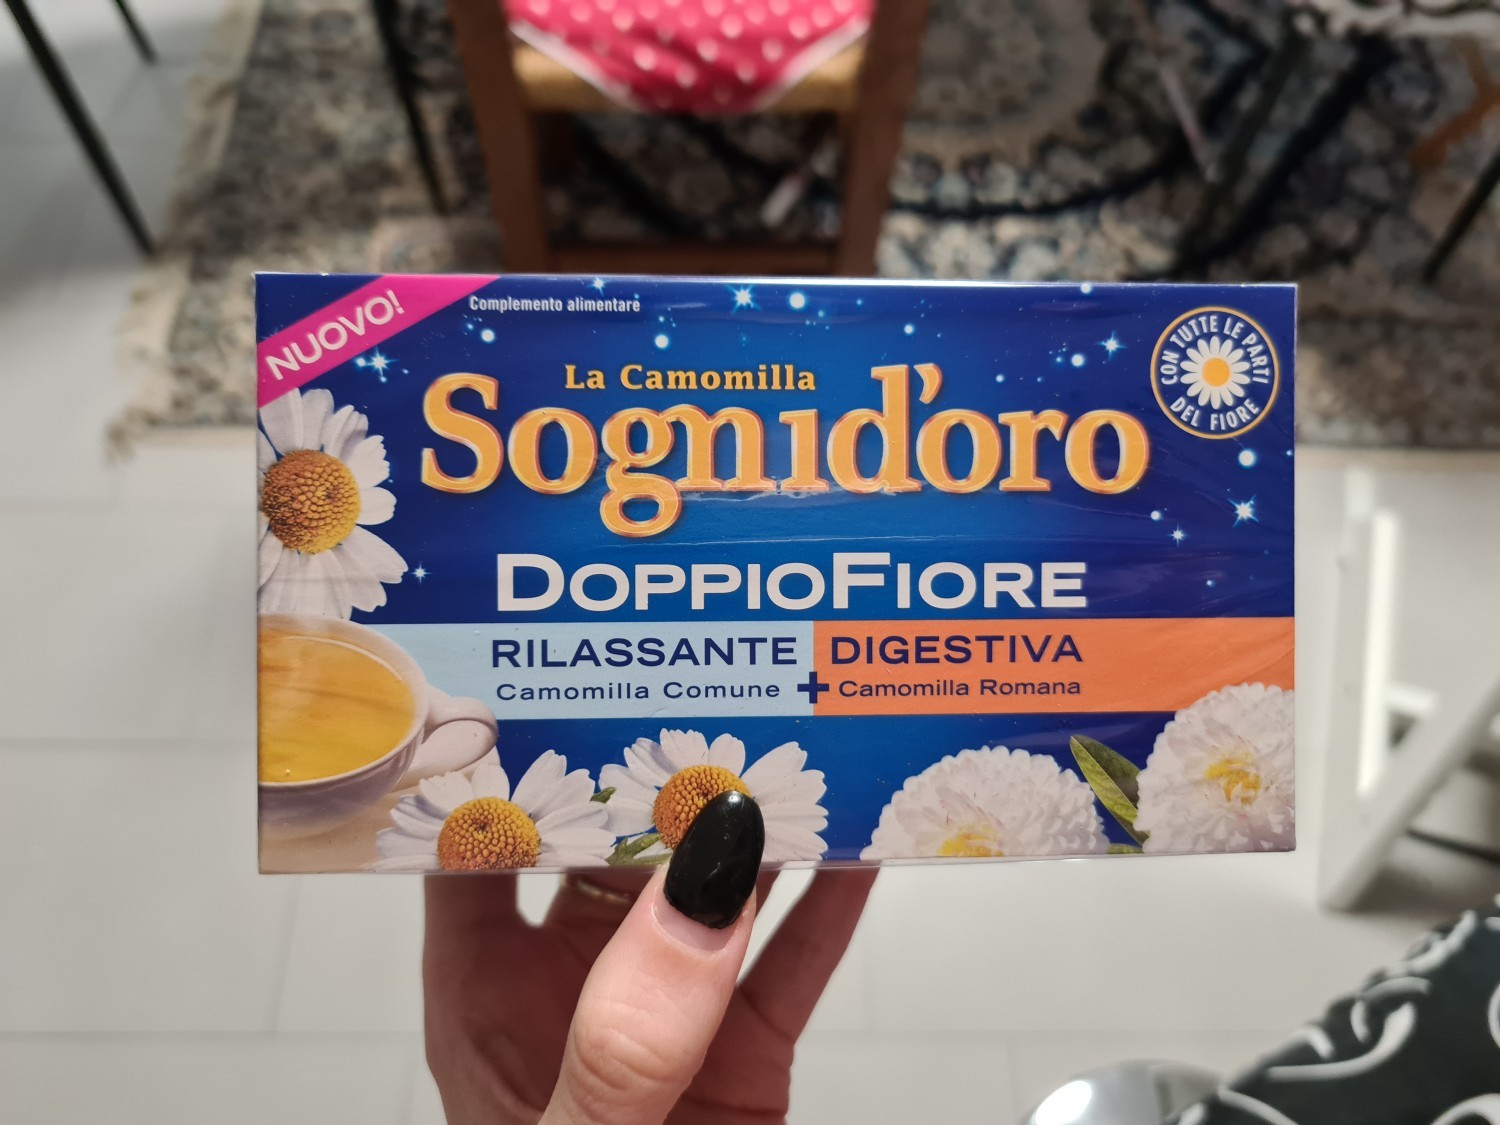 NUOVO!
Complemento alimentare
La Camomilla
Sognid'oro
CON TUTTE LE PARTI
DEL FIORE
DOPPIOFIORE
RILASSANTE
Camomilla Comune
+
DIGESTIVA
Camomilla Romana